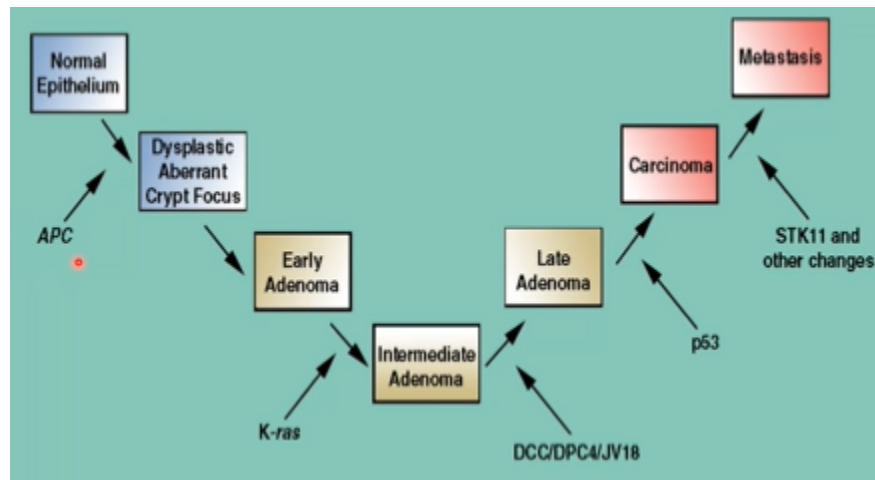 Normal
Epithelium
Dysplastic
Aberrant
Crypt Focus
APC
Early
Adenoma
K-ras
Intermediate
Adenoma
DCC/DPC4/JV18
Late
Adenoma
p53
Carcinoma
STK11 and
other changes
Metastasis